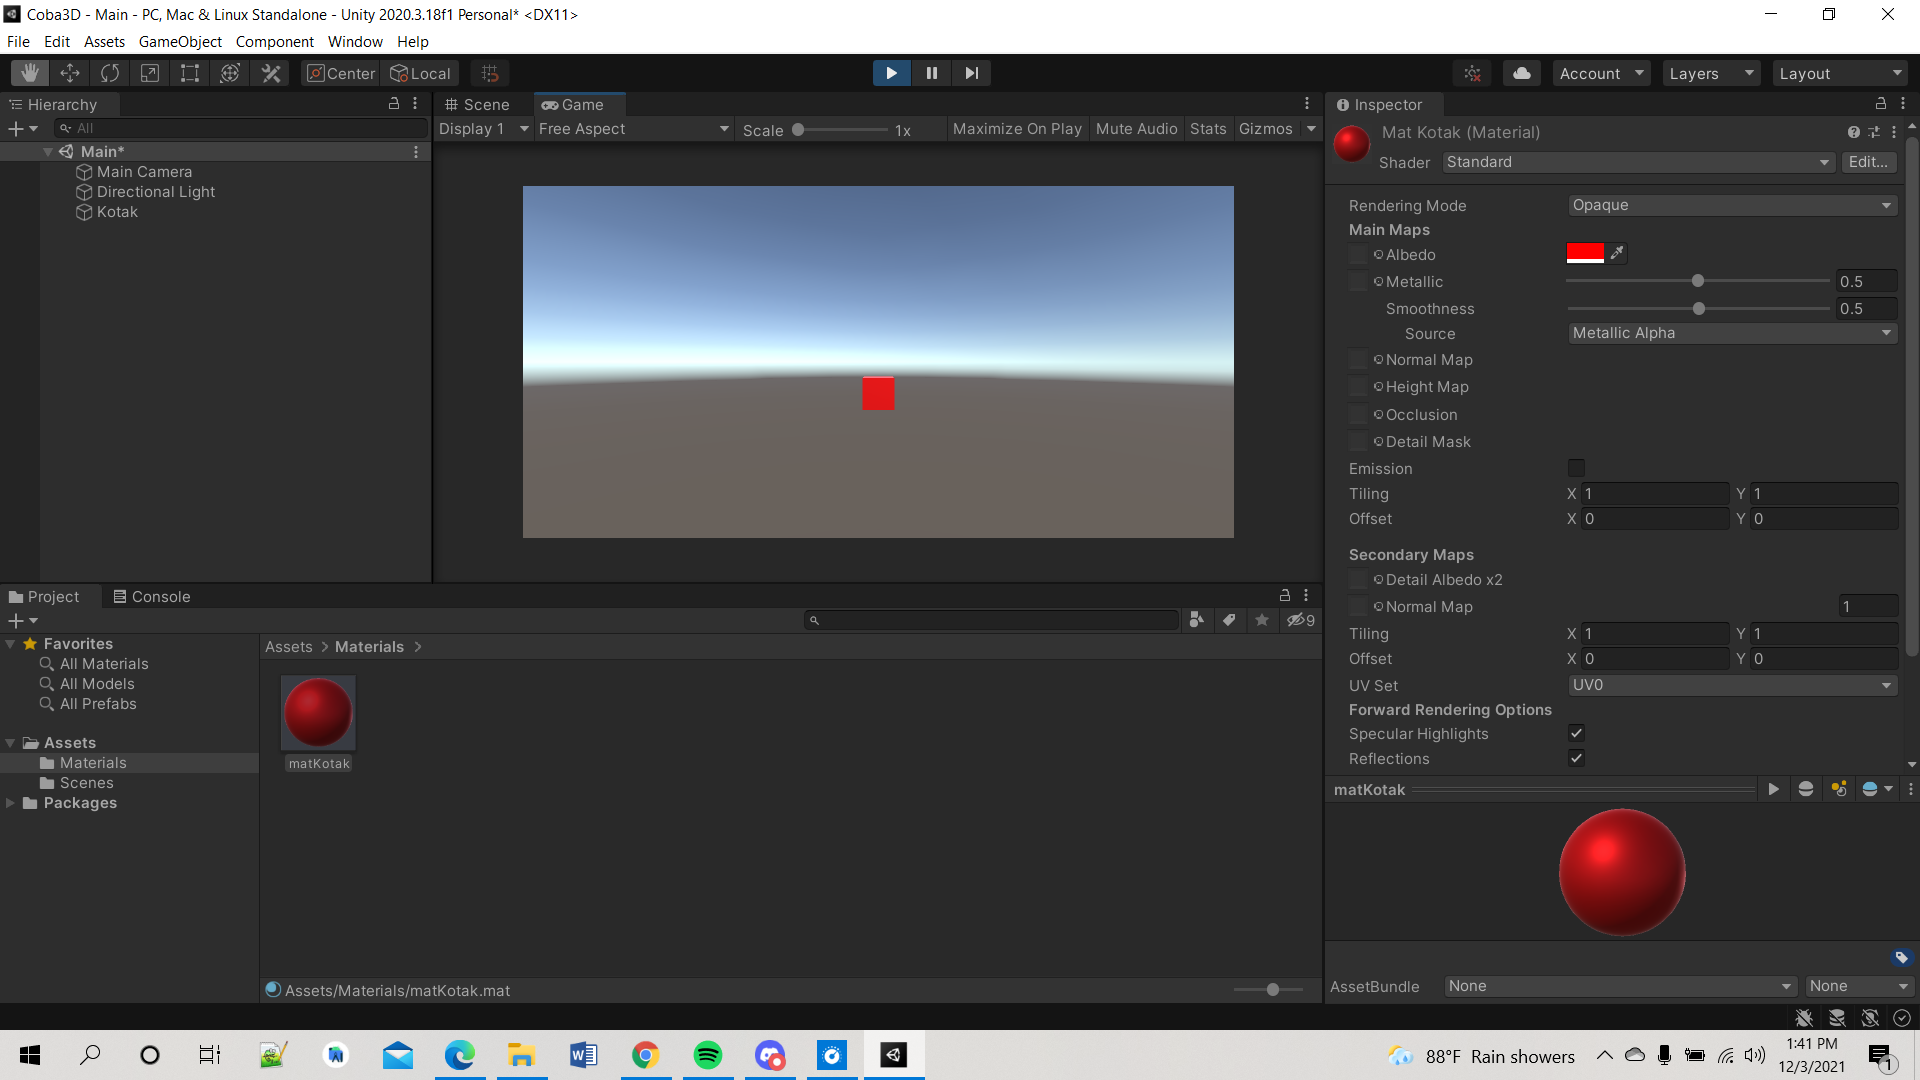 Coba3D - Main - PC, Mac & Linux Standalone - Unity 2020.3.18f1 Personal* <DX11>
File Edit Assets GameObject Component Window Help
Center Local Account Layers Layout
Hierarchy
All
Main*
Main Camera
Directional Light
Kotak
Scene Game
Display 1 Free Aspect Scale 1x Maximize On Play Mute Audio Stats Gizmos
Inspector
Mat Kotak (Material)
Shader Standard Edit...
Rendering Mode Opaque
Main Maps
Albedo
Metallic 0.5
Smoothness 0.5
Source Metallic Alpha
Normal Map
Height Map
Occlusion
Detail Mask
Emission
Tiling X 1 Y 1
Offset X 0 Y 0
Secondary Maps
Detail Albedo x2
Normal Map 1
Tiling X 1 Y 1
Offset X 0 Y 0
UV Set UV0
Forward Rendering Options
Specular Highlights
Reflections
matKotak
AssetBundle None None
Project Console
9
Favorites
All Materials
All Models
All Prefabs
Assets
Materials
Scenes
Packages
Assets > Materials >
matKotak
Assets/Materials/matKotak.mat
88°F Rain showers
1:41 PM
12/3/2021
1